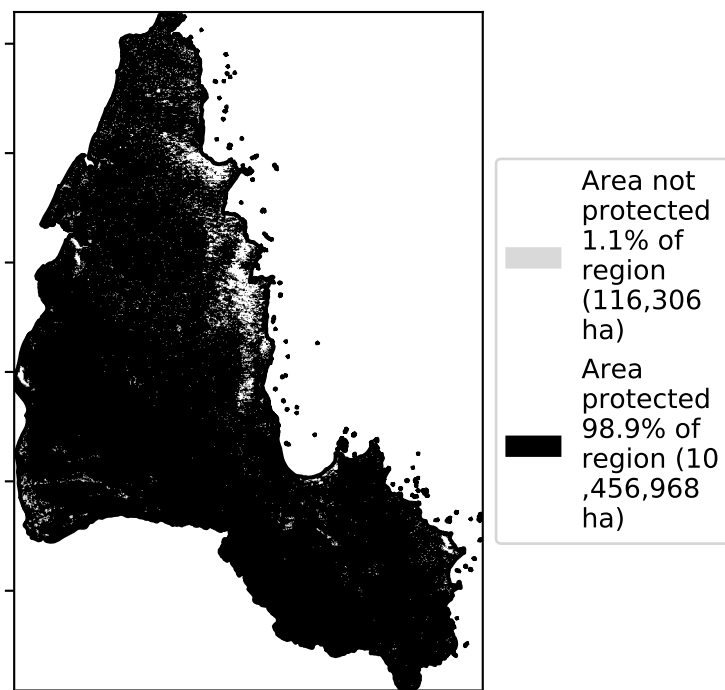 Area not
protected
1.1% of
region
(116,306
ha)
Area
protected
98.9% of
region (10
,456,968
ha)